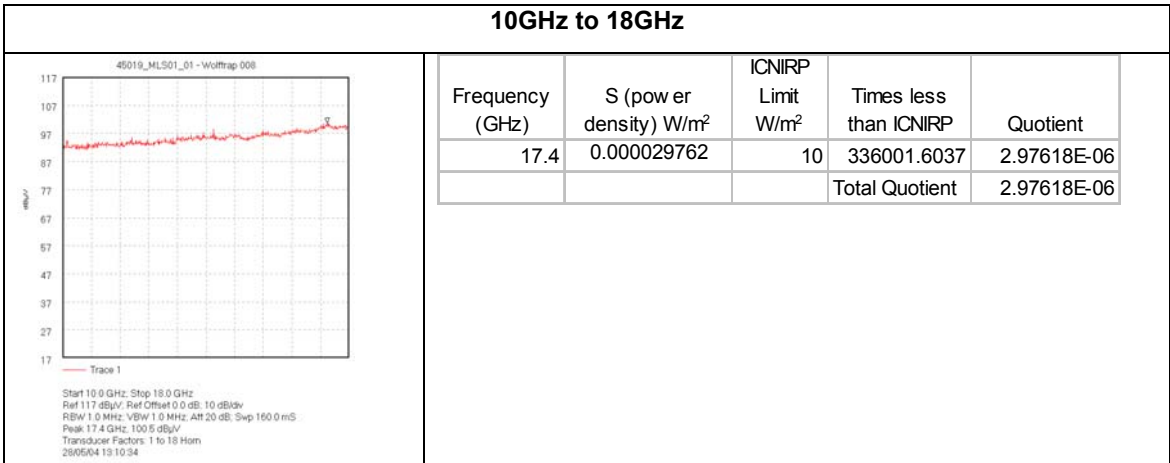 10GHz to 18GHz
45019_MLS01_01 - Wolftrap 008
117
107
97
87
77
67
57
47
37
27
17
dBµV
Trace 1
Start 10.0 GHz; Stop 18.0 GHz
Ref 117 dBµV; Ref Offset 0.0 dB; 10 dB/div
RBW 1.0 MHz; VBW 1.0 MHz; Att 20 dB; Swp 160.0 mS
Peak 17.4 GHz, 100.5 dBµV
Transducer Factors: 1 to 18 Horn
28/05/04 13:10:34
Frequency (GHz) S (pow er density) W/m² ICNIRP Limit W/m² Times less than ICNIRP Quotient
17.4 0.000029762 10 336001.6037 2.97618E-06
Total Quotient 2.97618E-06